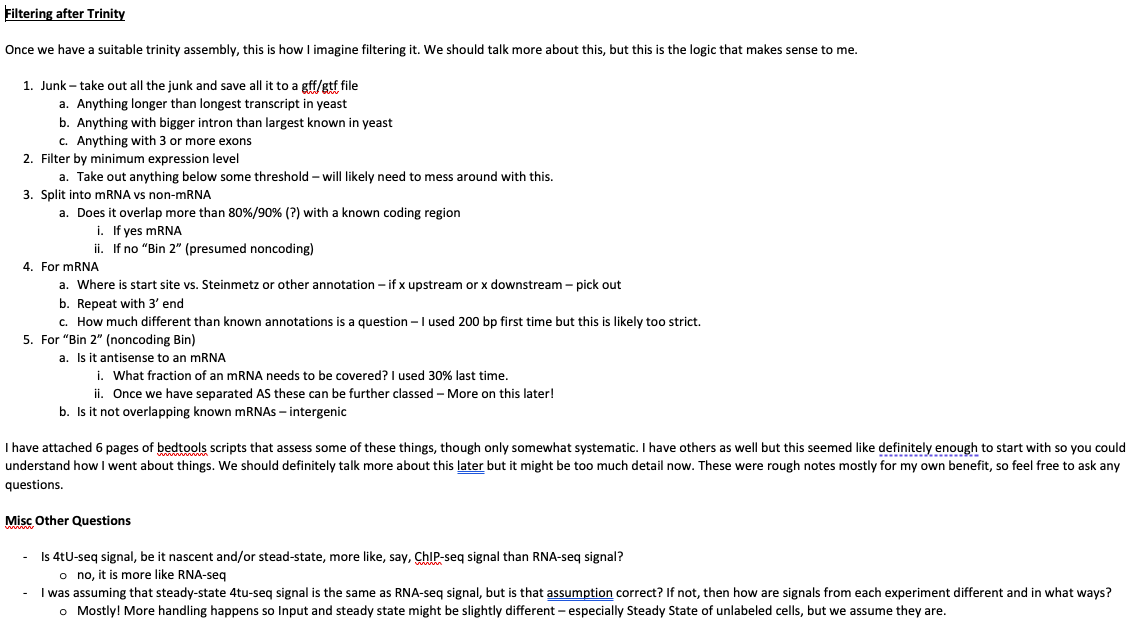 Filtering after Trinity
Once we have a suitable trinity assembly, this is how I imagine filtering it. We should talk more about this, but this is the logic that makes sense to me.
1. Junk – take out all the junk and save all it to a gff/gtf file
a. Anything longer than longest transcript in yeast
b. Anything with bigger intron than largest known in yeast
c. Anything with 3 or more exons
2. Filter by minimum expression level
a. Take out anything below some threshold – will likely need to mess around with this.
3. Split into mRNA vs non-mRNA
a. Does it overlap more than 80%/90% (?) with a known coding region
i. If yes mRNA
ii. If no “Bin 2” (presumed noncoding)
4. For mRNA
a. Where is start site vs. Steinmetz or other annotation – if x upstream or x downstream – pick out
b. Repeat with 3’ end
c. How much different than known annotations is a question – I used 200 bp first time but this is likely too strict.
5. For “Bin 2” (noncoding Bin)
a. Is it antisense to an mRNA
i. What fraction of an mRNA needs to be covered? I used 30% last time.
ii. Once we have separated AS these can be further classed – More on this later!
b. Is it not overlapping known mRNAs – intergenic
I have attached 6 pages of bedtools scripts that assess some of these things, though only somewhat systematic. I have others as well but this seemed like definitely enough to start with so you could
understand how I went about things. We should definitely talk more about this later but it might be too much detail now. These were rough notes mostly for my own benefit, so feel free to ask any
questions.
Misc Other Questions
- Is 4tU-seq signal, be it nascent and/or stead-state, more like, say, ChIP-seq signal than RNA-seq signal?
o no, it is more like RNA-seq
- I was assuming that steady-state 4tu-seq signal is the same as RNA-seq signal, but is that assumption correct? If not, then how are signals from each experiment different and in what ways?
o Mostly! More handling happens so Input and steady state might be slightly different – especially Steady State of unlabeled cells, but we assume they are.